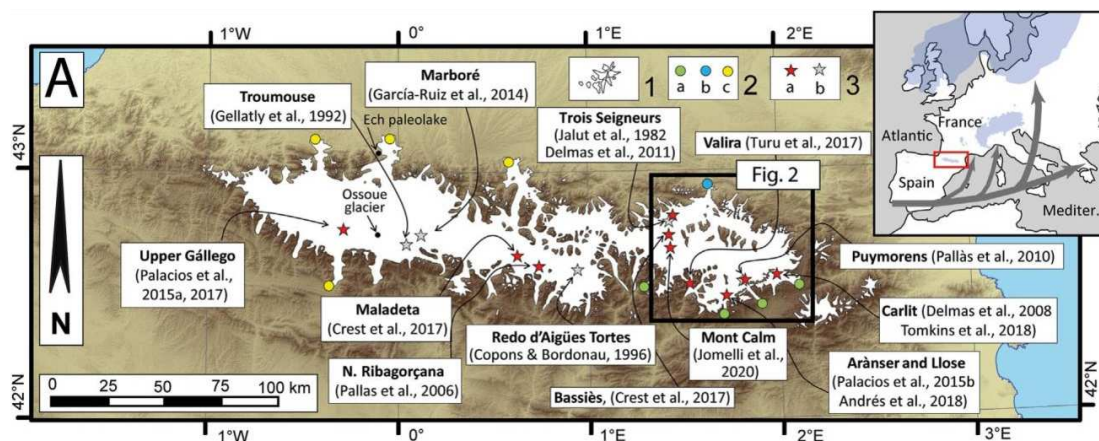 A
1°W
0°
1°E
2°E
43°N
Troumouse
(Gellatly et al., 1992)
Marboré
(García-Ruiz et al., 2014)
Ech paleolake
Ossoue
glacier
1
a b c
2
a b
3
Trois Seigneurs
(Jalut et al., 1982
Delmas et al., 2011)
Valira (Turu et al., 2017)
Fig. 2
France
Atlantic
Spain
Mediter.
Upper Gállego
(Palacios et al.,
2015a, 2017)
Maladeta
(Crest et al., 2017)
N. Ribagorçana
(Pallas et al., 2006)
Redo d’Aigües Tortes
(Copons & Bordonau, 1996)
Bassiès, (Crest et al., 2017)
Mont Calm
(Jomelli et al.,
2020)
Puymorens (Pallàs et al., 2010)
Carlit (Delmas et al., 2008
Tomkins et al., 2018)
Arànser and Llose
(Palacios et al., 2015b
Andrés et al., 2018)
N
0 25 50 75 100 km
42°N
42°N
1°W
0°
1°E
2°E
3°E